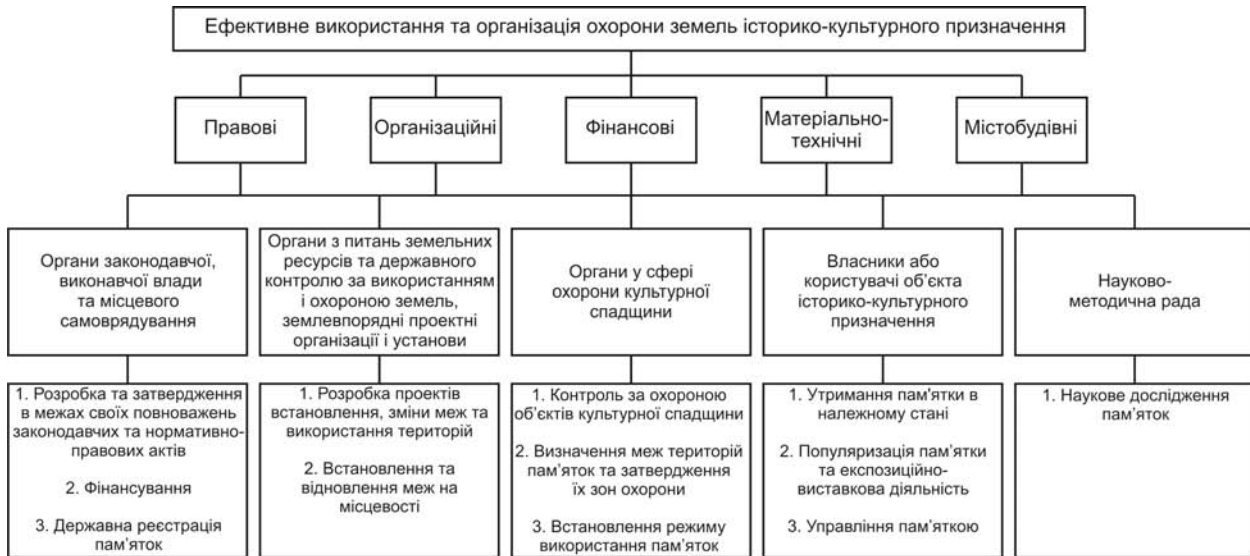 Ефективне використання та організація охорони земель історико-культурного призначення
Правові
Організаційні
Фінансові
Матеріально-
технічні
Містобудівні
Органи законодавчої,
виконавчої влади
та місцевого
самоврядування
Органи з питань земельних
ресурсів та державного
контролю за використанням
і охороною земель,
землевпорядні проектні
організації і установи
Органи у сфері
охорони культурної
спадщини
Власники або
користувачі об’єкта
історико-культурного
призначення
Науково-
методична рада
1. Розробка та затвердження
в межах своїх повноважень
законодавчих та нормативно-
правових актів
2. Фінансування
3. Державна реєстрація
пам’яток
1. Розробка проектів
встановлення, зміни меж та
використання територій
2. Встановлення та
відновлення меж на
місцевості
1. Контроль за охороною
об’єктів культурної спадщини
2. Визначення меж територій
пам’яток та затвердження
їх зон охорони
3. Встановлення режиму
використання пам’яток
1. Утримання пам'ятки в
належному стані
2. Популяризація пам’ятки
та експозиційно-
виставкова діяльність
3. Управління пам’яткою
1. Наукове дослідження
пам’яток